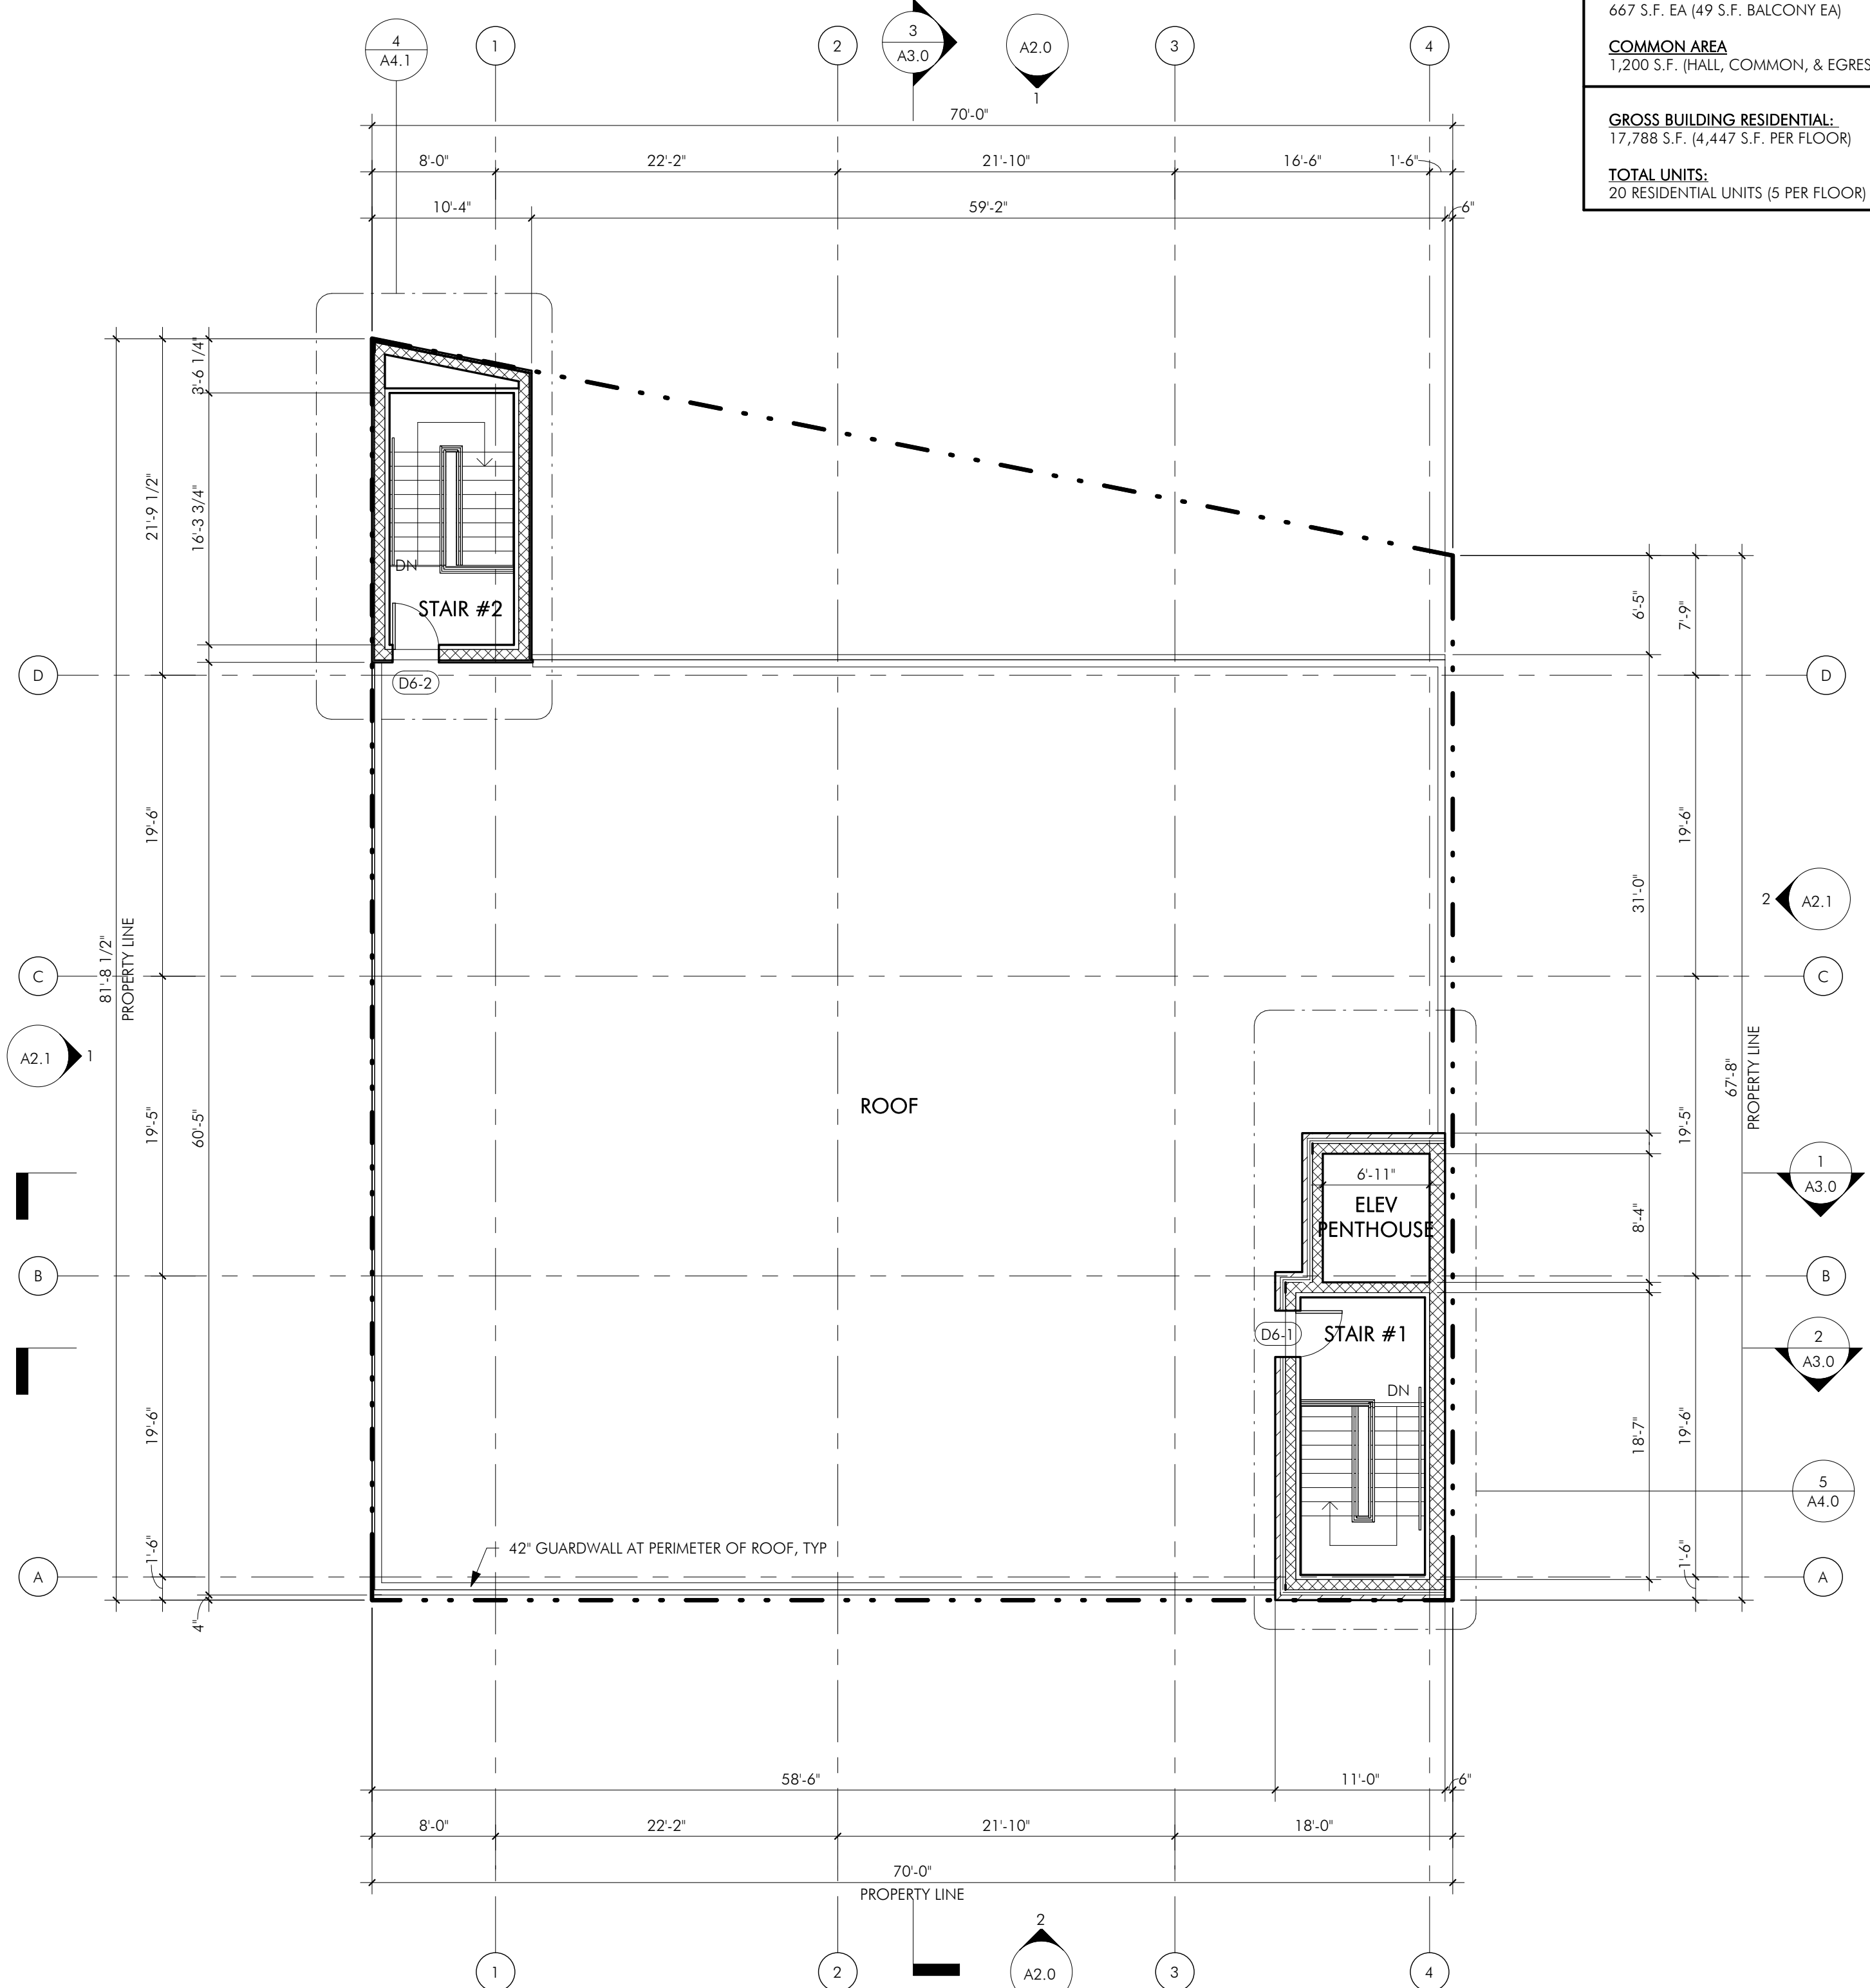 667 S.F. EA (49 S.F. BALCONY EA)
COMMON AREA
1,200 S.F. (HALL, COMMON, & EGRES
GROSS BUILDING RESIDENTIAL:
17,788 S.F. (4,447 S.F. PER FLOOR)
TOTAL UNITS:
20 RESIDENTIAL UNITS (5 PER FLOOR)
4
A4.1
1
2
3
A3.0
A2.0
1
3
4
70'-0"
8'-0"
22'-2"
21'-10"
16'-6"
1'-6"
10'-4"
59'-2"
6"
3'-6 1/4"
21'-9 1/2"
16'-3 3/4"
DN
STAIR #2
D6-2
6'-5"
7'-9"
D
D
19'-6"
19'-6"
31'-0"
2
A2.1
81'-8 1/2"
PROPERTY LINE
C
C
A2.1
1
19'-5"
60'-5"
ROOF
67'-8"
PROPERTY LINE
19'-5"
1
A3.0
6'-11"
ELEV
PENTHOUSE
8'-4"
B
B
D6-1
STAIR #1
2
A3.0
DN
19'-6"
18'-7"
19'-6"
5
A4.0
42" GUARDWALL AT PERIMETER OF ROOF, TYP
1'-6"
1'-6"
A
A
4"
58'-6"
11'-0"
6"
8'-0"
22'-2"
21'-10"
18'-0"
70'-0"
PROPERTY LINE
1
2
2
A2.0
3
4